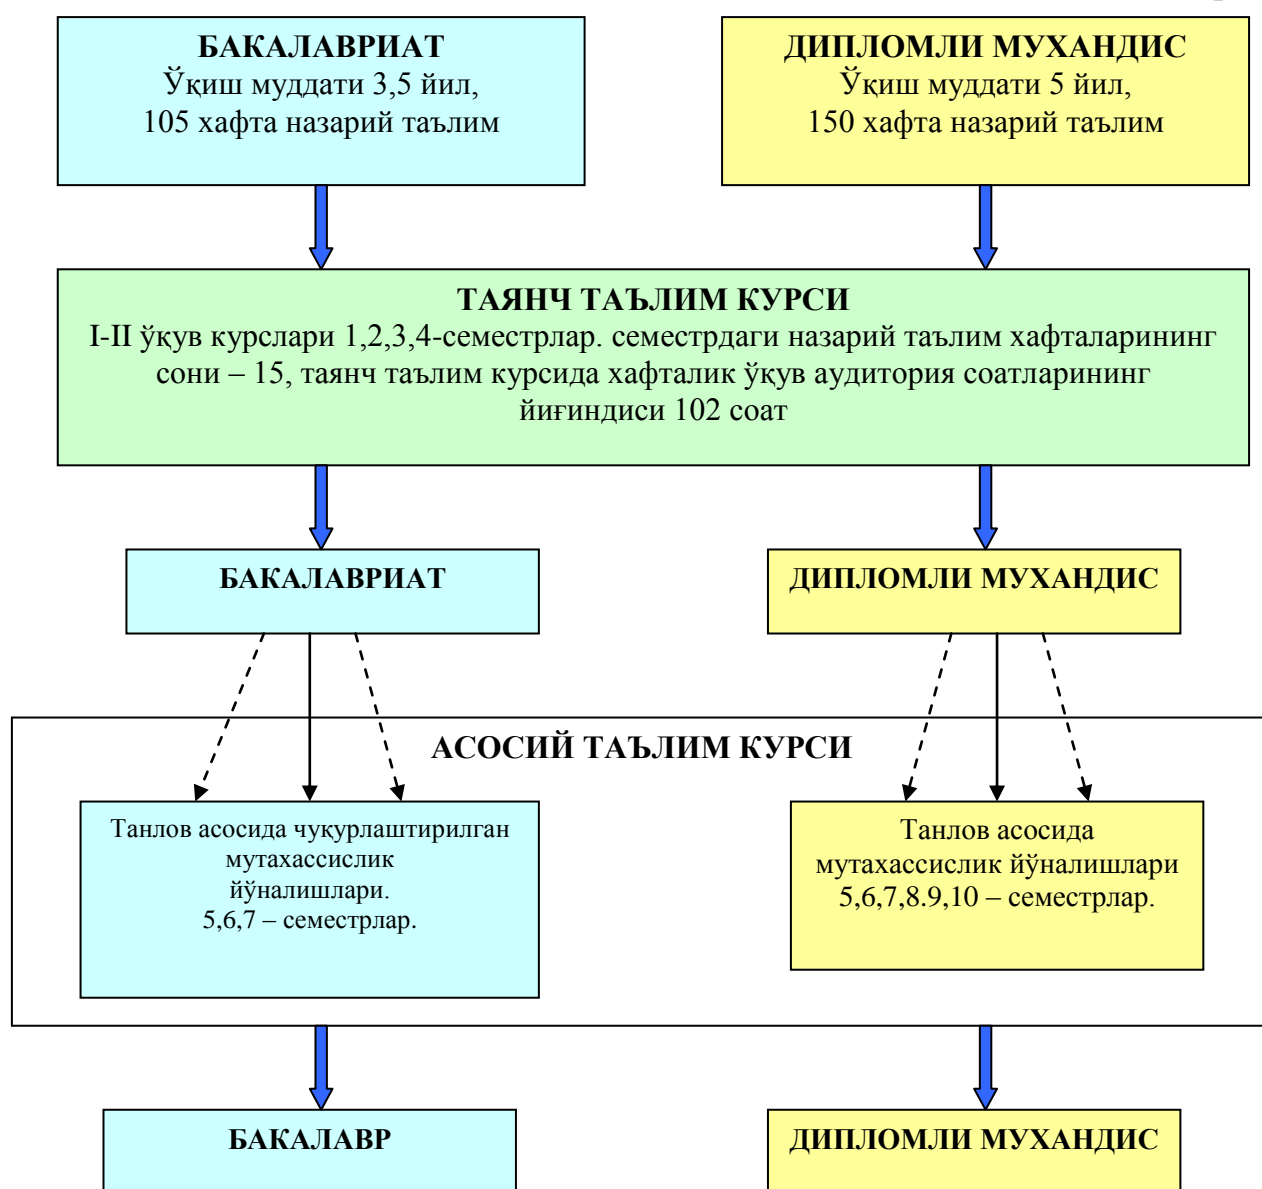 БАКАЛАВРИАТ
Ўқиш муддати 3,5 йил,
105 хафта назарий таълим
ДИПЛОМЛИ МУХАНДИС
Ўқиш муддати 5 йил,
150 хафта назарий таълим
ТАЯНЧ ТАЪЛИМ КУРСИ
I-II ўқув курслари 1,2,3,4-семестрлар. семестрдаги назарий таълим хафталарининг
сони – 15, таянч таълим курсида хафталик ўқув аудитория соатларининг
йиғиндиси 102 соат
БАКАЛАВРИАТ
ДИПЛОМЛИ МУХАНДИС
АСОСИЙ ТАЪЛИМ КУРСИ
Танлов асосида чуқурлаштирилган
мутахассислик
йўналишлари.
5,6,7 – семестрлар.
Танлов асосида
мутахассислик йўналишлари
5,6,7,8.9,10 – семестрлар.
БАКАЛАВР
ДИПЛОМЛИ МУХАНДИС